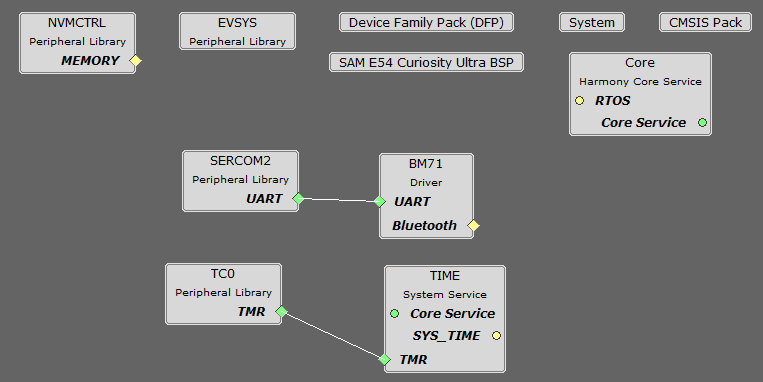 NVMCTRL
Peripheral Library
MEMORY
EVSYS
Peripheral Library
Device Family Pack (DFP)
System
CMSIS Pack
SAM E54 Curiosity Ultra BSP
Core
Harmony Core Service
RTOS
Core Service
SERCOM2
Peripheral Library
UART
BM71
Driver
UART
Bluetooth
TC0
Peripheral Library
TMR
TIME
System Service
Core Service
SYS_TIME
TMR